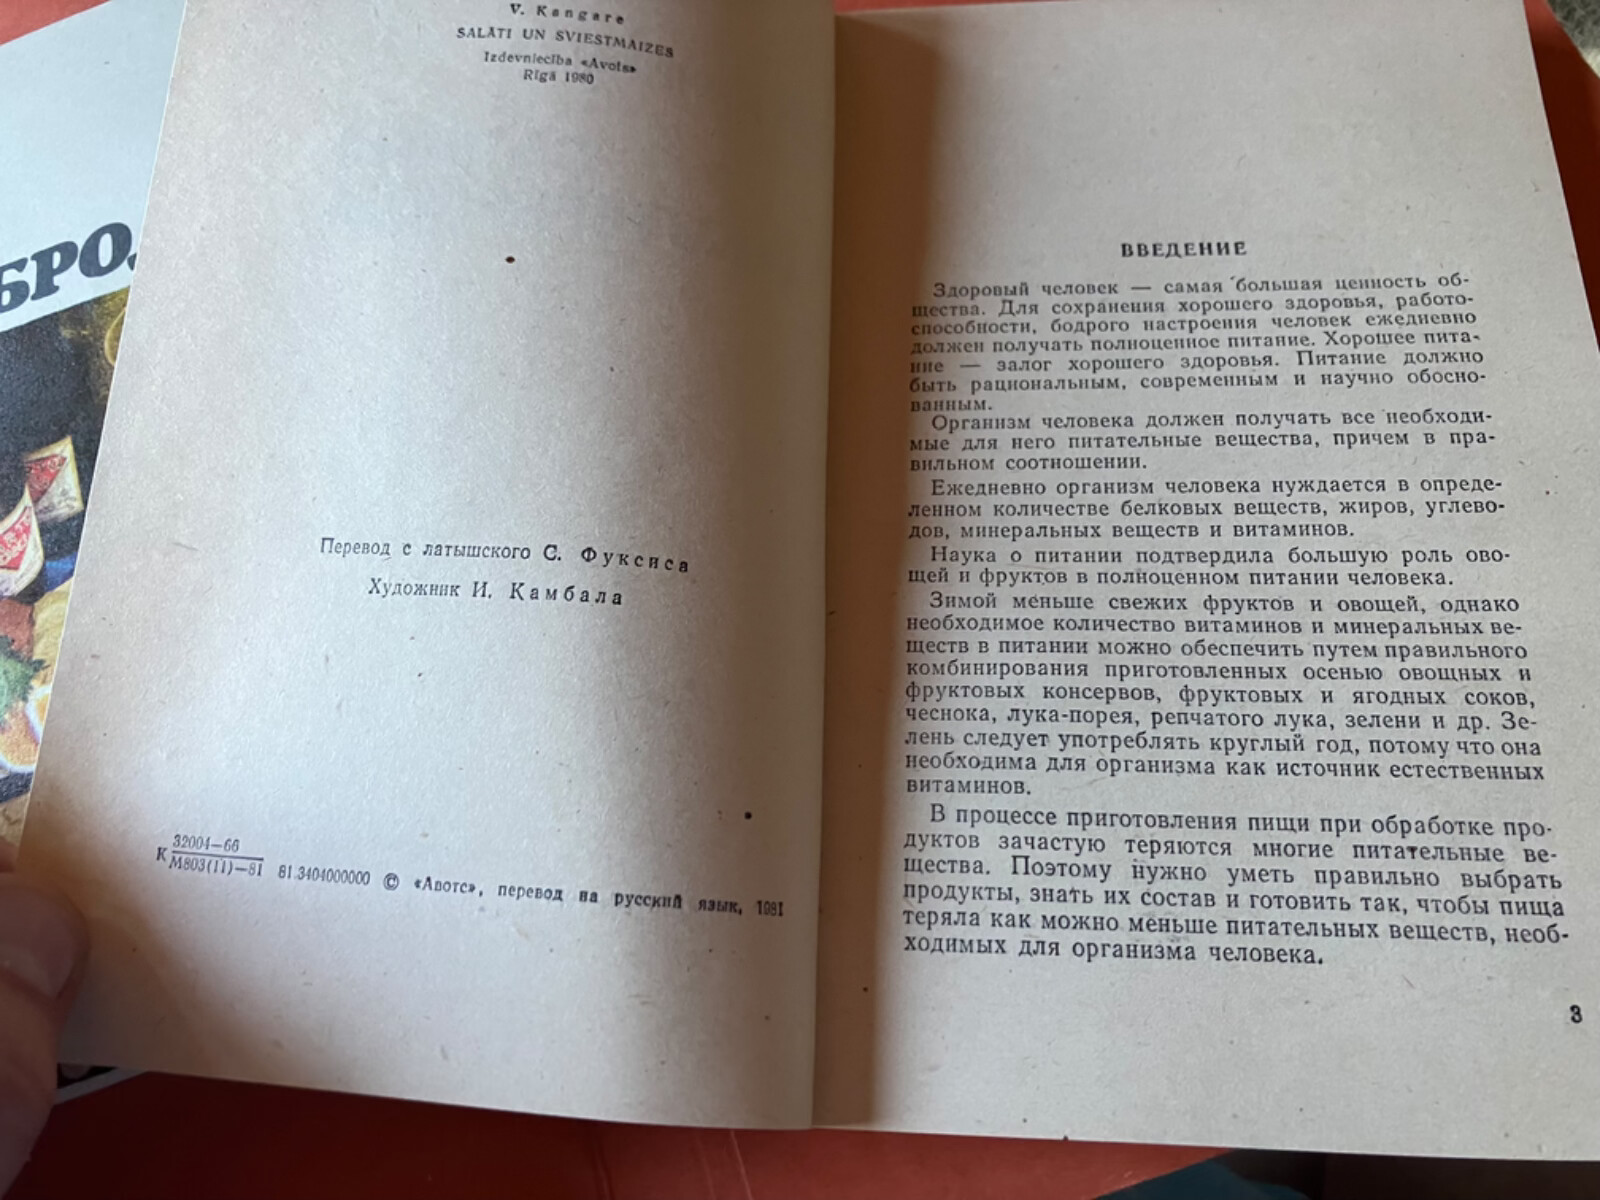 V. Kangare
SALĀTI UN SVIESTMAIZES
Izdevniecība «Avots»
Rīgā 1980
БРО
Перевод с латышского С. Фуксиса
Художник И. Камбала
К 32004—66
М803(11)—81 81.3404000000 © «Авотс», перевод на русский язык, 1981
ВВЕДЕНИЕ
Здоровый человек — самая большая ценность об-
щества. Для сохранения хорошего здоровья, работо-
способности, бодрого настроения человек ежедневно
должен получать полноценное питание. Хорошее пита-
ние — залог хорошего здоровья. Питание должно
быть рациональным, современным и научно обосно-
ванным.
Организм человека должен получать все необходи-
мые для него питательные вещества, причем в пра-
вильном соотношении.
Ежедневно организм человека нуждается в опреде-
ленном количестве белковых веществ, жиров, углево-
дов, минеральных веществ и витаминов.
Наука о питании подтвердила большую роль ово-
щей и фруктов в полноценном питании человека.
Зимой меньше свежих фруктов и овощей, однако
необходимое количество витаминов и минеральных ве-
ществ в питании можно обеспечить путем правильного
комбинирования приготовленных осенью овощных и
фруктовых консервов, фруктовых и ягодных соков,
чеснока, лука-порея, репчатого лука, зелени и др. Зе-
лень следует употреблять круглый год, потому что она
необходима для организма как источник естественных
витаминов.
В процессе приготовления пищи при обработке про-
дуктов зачастую теряются многие питательные ве-
щества. Поэтому нужно уметь правильно выбрать
продукты, знать их состав и готовить так, чтобы пища
теряла как можно меньше питательных веществ, необ-
ходимых для организма человека.
3